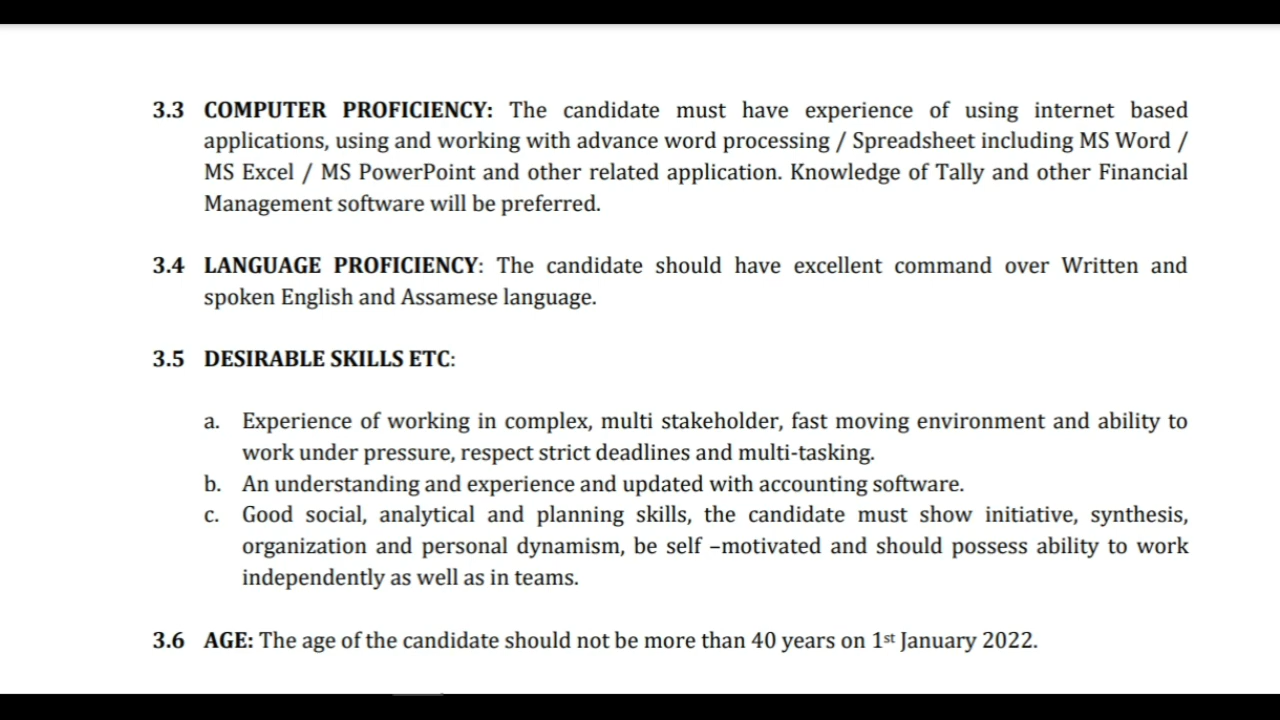 3.3 COMPUTER PROFICIENCY: The candidate must have experience of using internet based
applications, using and working with advance word processing / Spreadsheet including MS Word /
MS Excel / MS PowerPoint and other related application. Knowledge of Tally and other Financial
Management software will be preferred.
3.4 LANGUAGE PROFICIENCY: The candidate should have excellent command over Written and
spoken English and Assamese language.
3.5 DESIRABLE SKILLS ETC:
a. Experience of working in complex, multi stakeholder, fast moving environment and ability to
work under pressure, respect strict deadlines and multi-tasking.
b. An understanding and experience and updated with accounting software.
c. Good social, analytical and planning skills, the candidate must show initiative, synthesis,
organization and personal dynamism, be self –motivated and should possess ability to work
independently as well as in teams.
3.6 AGE: The age of the candidate should not be more than 40 years on 1st January 2022.